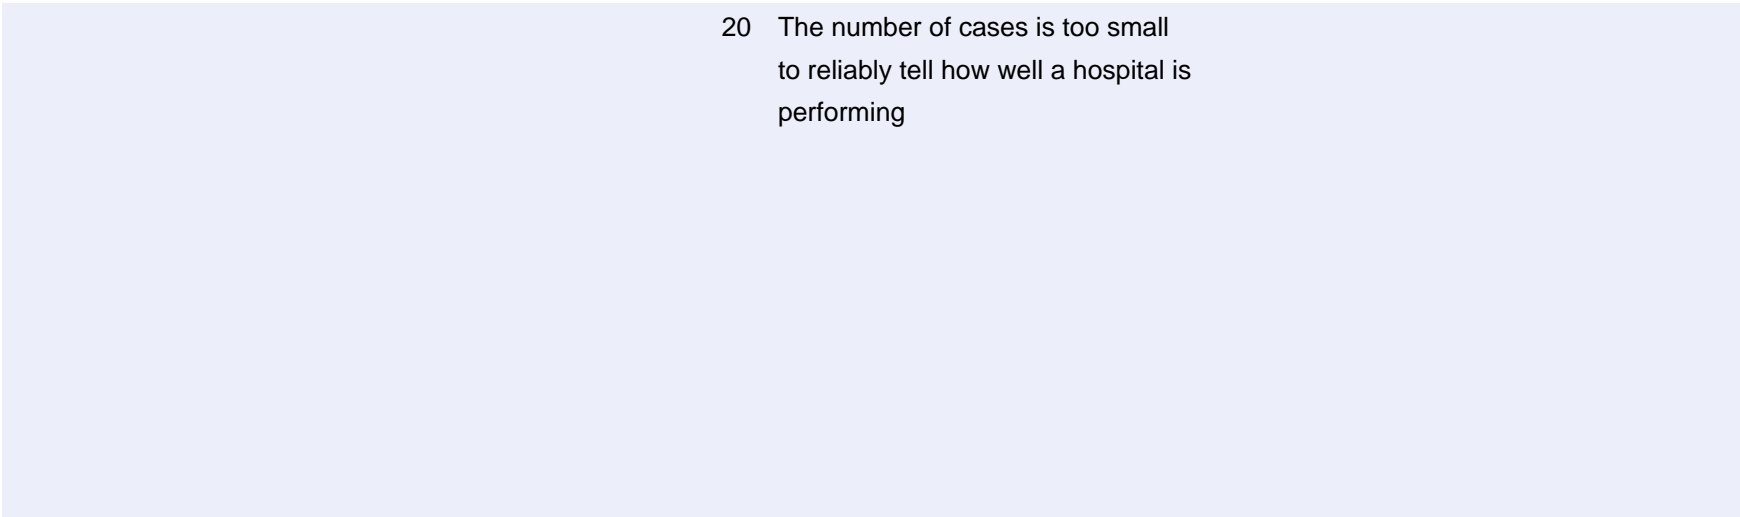 20 The number of cases is too small
to reliably tell how well a hospital is
performing